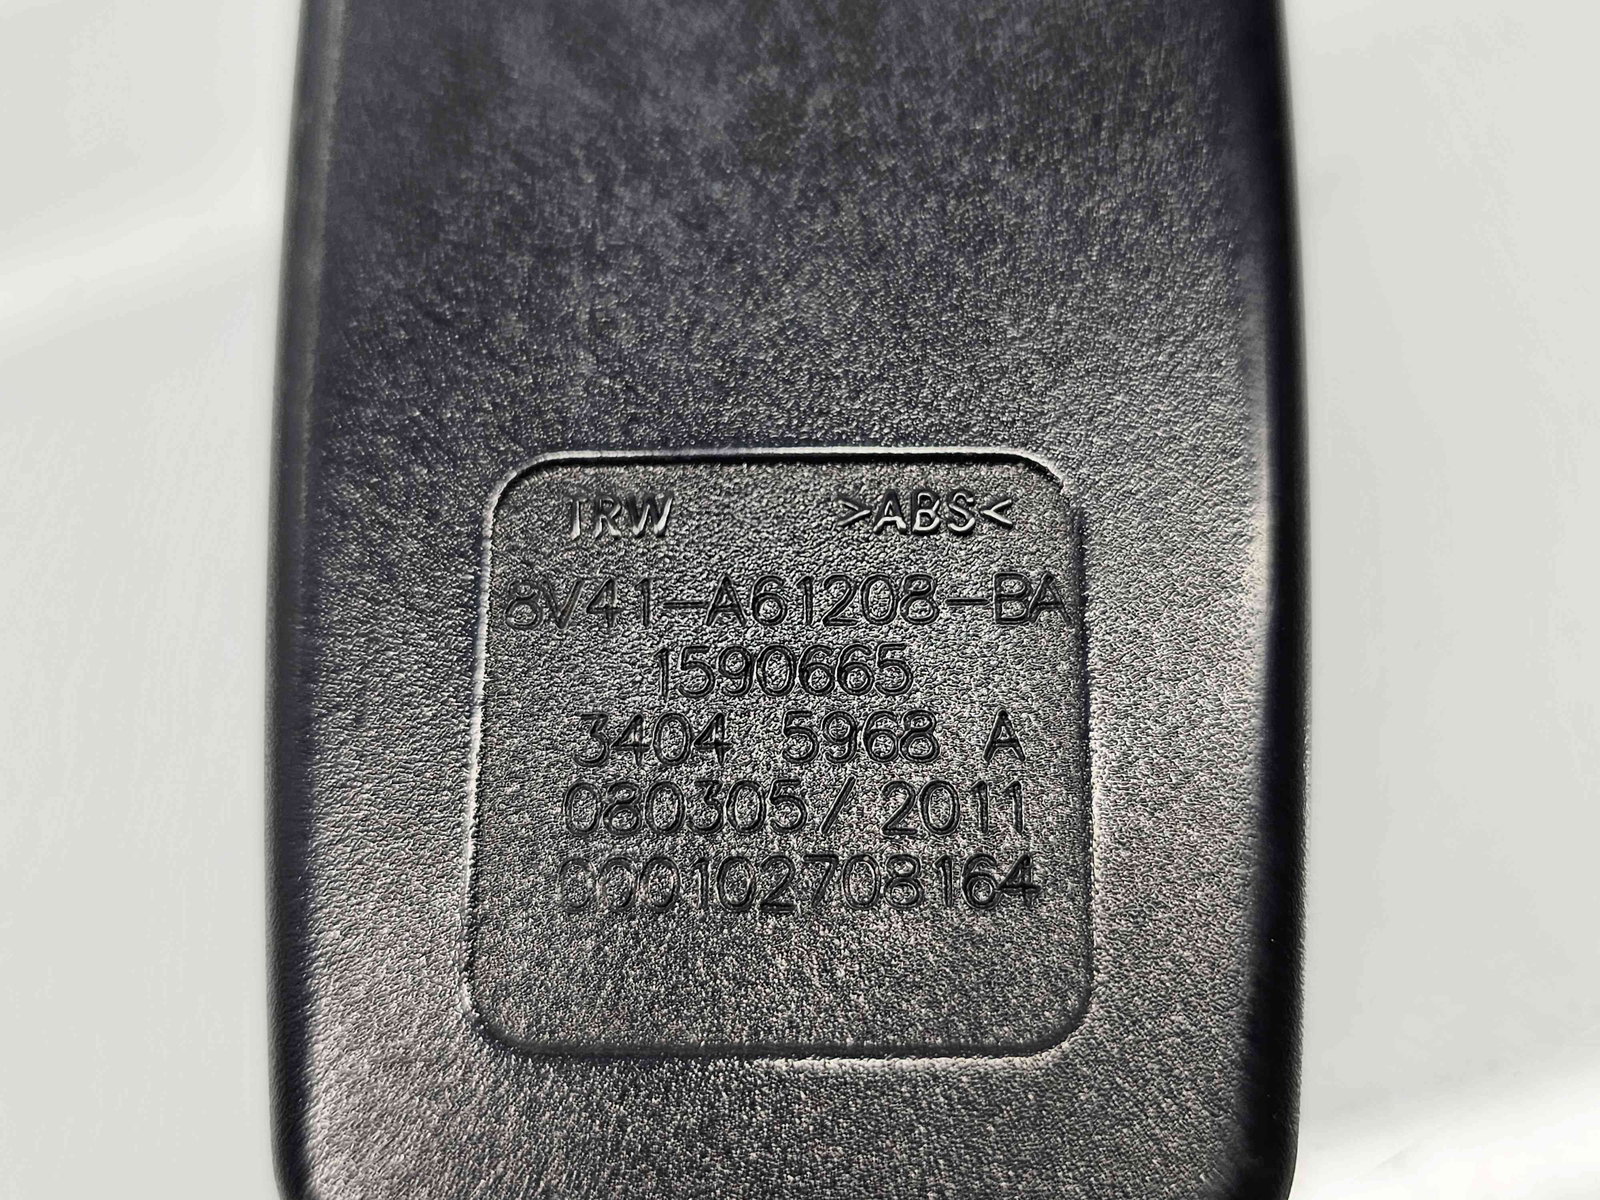 TRW >ABS<
8V41-A61208-BA
1590665
3404 5968 A
080305/2011
000102708164